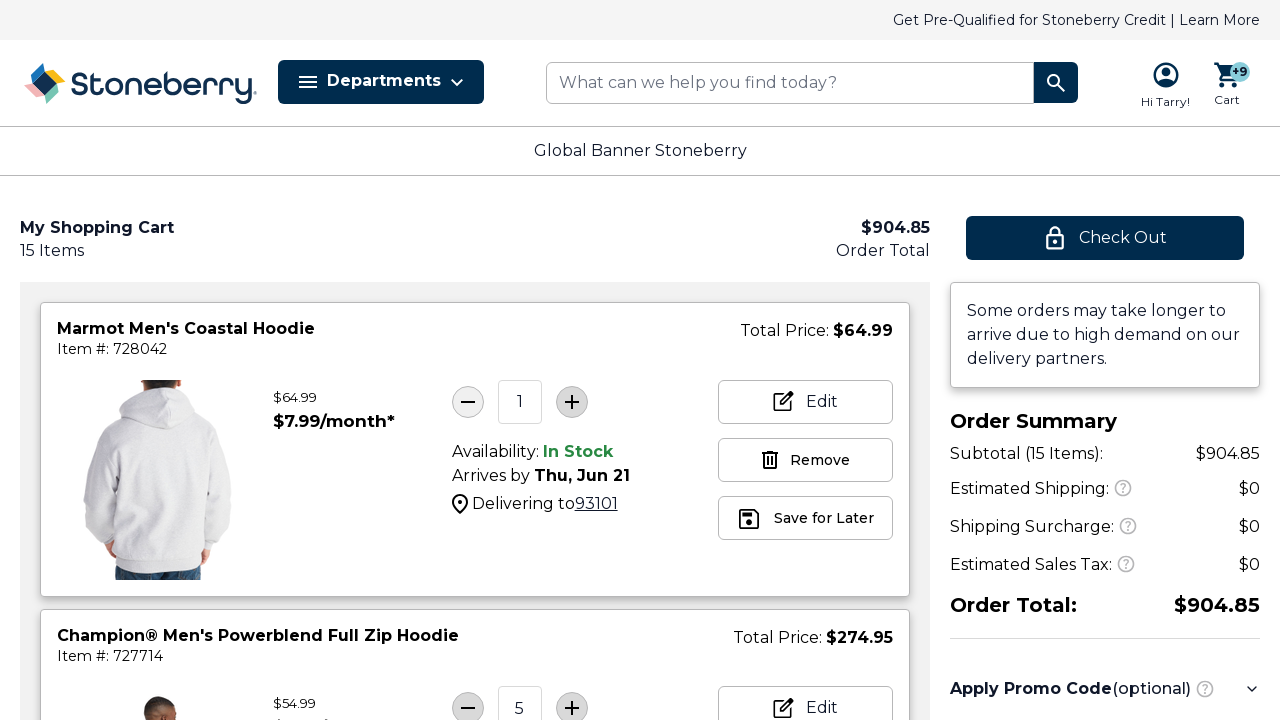 Get Pre-Qualified for Stoneberry Credit | Learn More
Stoneberry
Departments
What can we help you find today?
Hi Tarry!
+9
Cart
Global Banner Stoneberry
My Shopping Cart
15 Items
$904.85
Order Total
Check Out
Marmot Men's Coastal Hoodie
Item #: 728042
Total Price: $64.99
$64.99
$7.99/month*
1
Availability: In Stock
Arrives by Thu, Jun 21
Delivering to93101
Edit
Remove
Save for Later
Champion® Men's Powerblend Full Zip Hoodie
Item #: 727714
Total Price: $274.95
$54.99
5
Edit
Some orders may take longer to
arrive due to high demand on our
delivery partners.
Order Summary
Subtotal (15 Items): $904.85
Estimated Shipping: $0
Shipping Surcharge: $0
Estimated Sales Tax: $0
Order Total: $904.85
Apply Promo Code(optional)